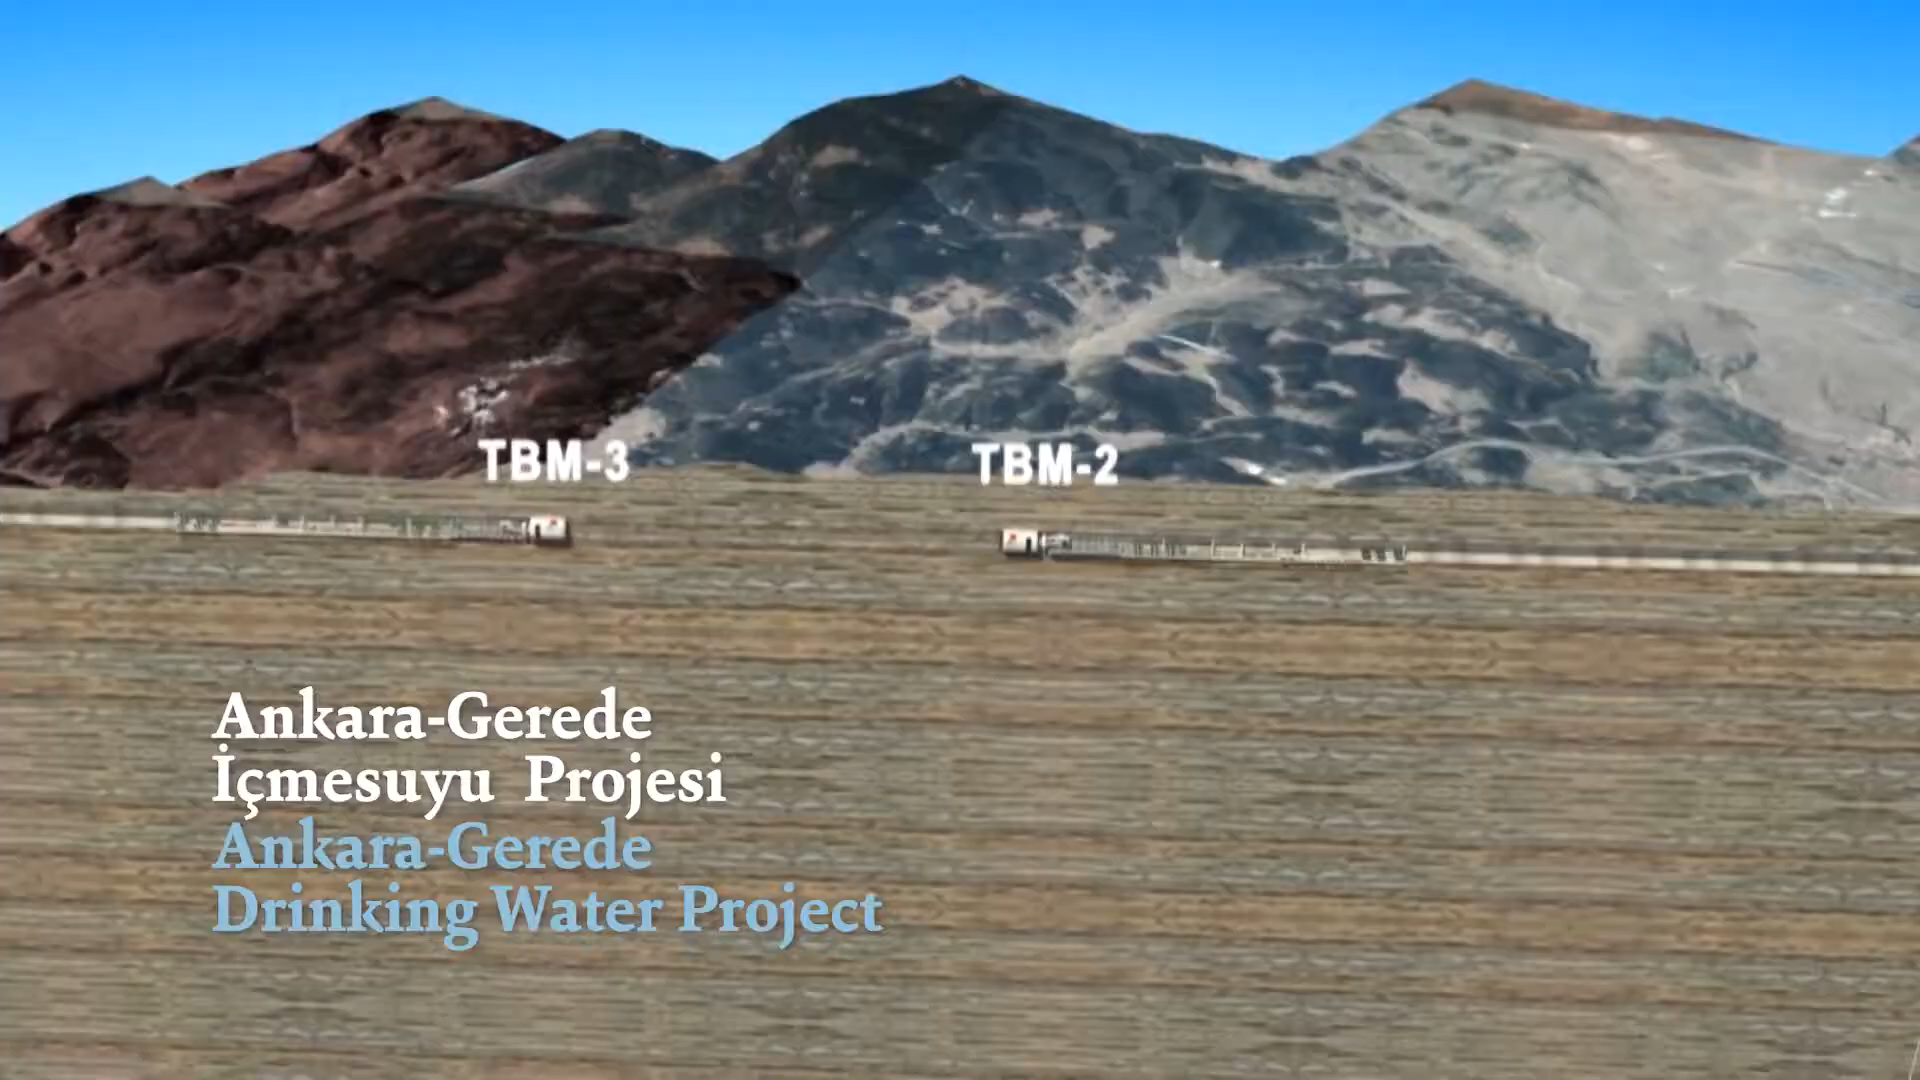 TBM-3 TBM-2
Ankara-Gerede
İçmesuyu Projesi
Ankara-Gerede
Drinking Water Project